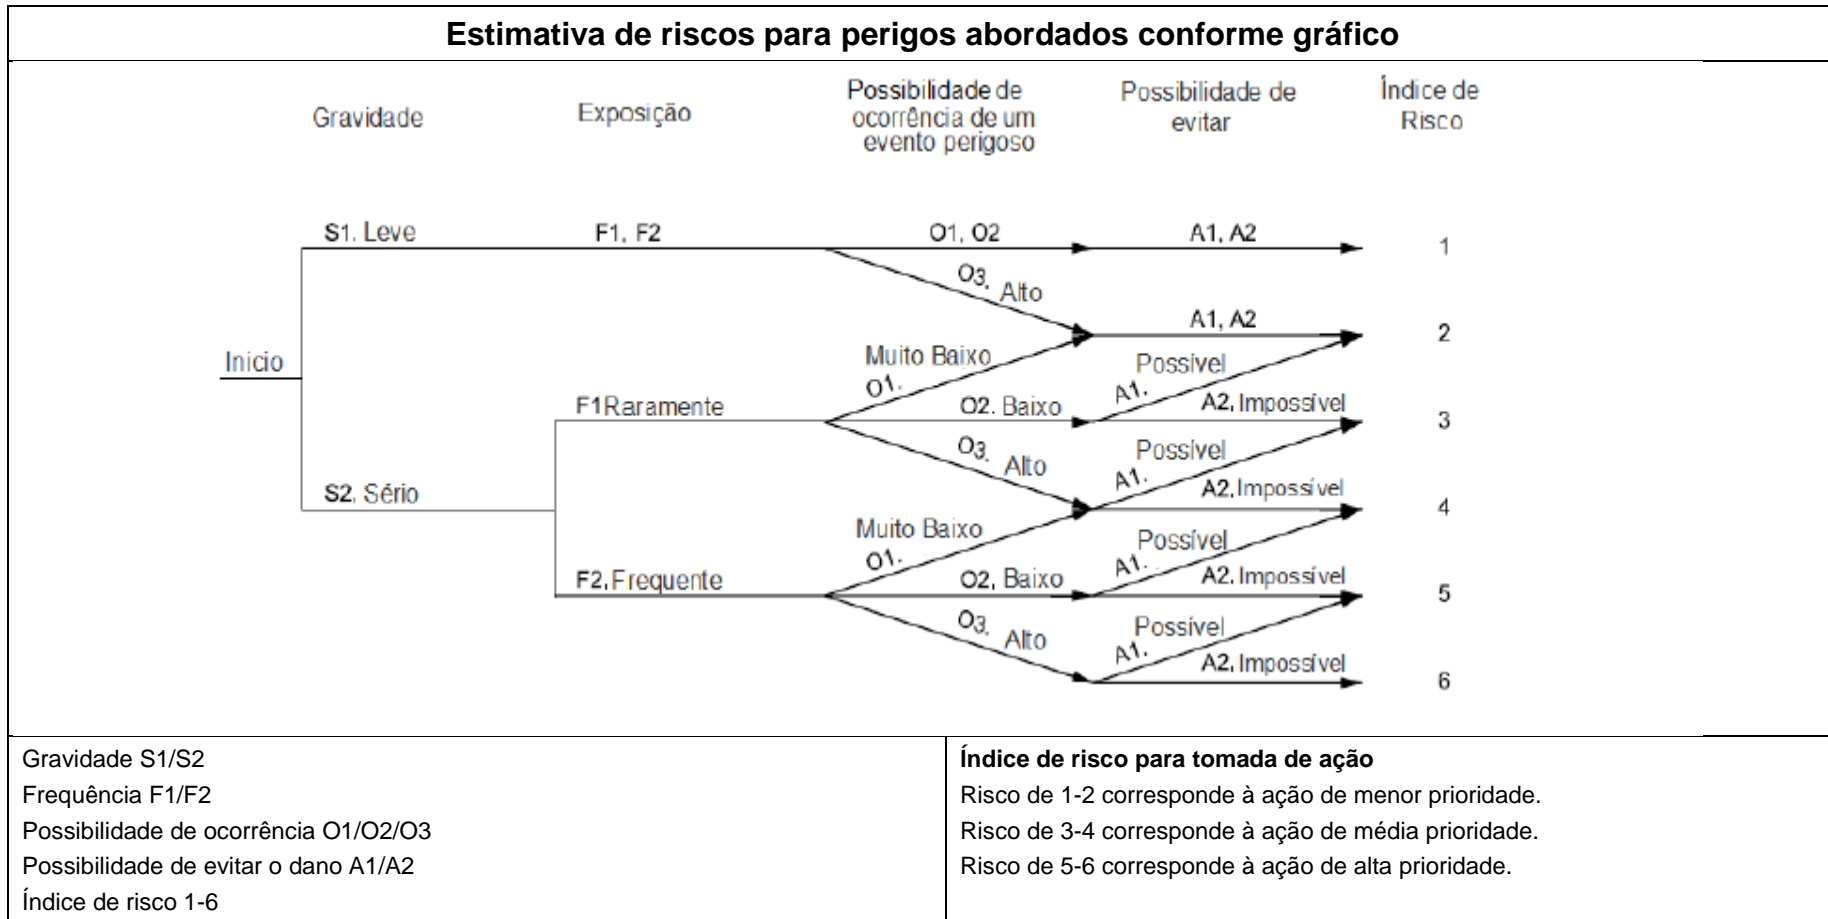 Estimativa de riscos para perigos abordados conforme gráfico
Gravidade
Exposição
Possibilidade de
ocorrência de um
evento perigoso
Possibilidade de
evitar
Índice de
Risco
S1. Leve
F1, F2
O1, O2
A1, A2
1
O3. Alto
A1, A2
2
Inicio
Muito Baixo
O1.
Possível
A1.
F1Raramente
O2. Baixo
A2. Impossível
3
O3. Alto
Possível
A1.
S2. Sério
A2. Impossível
4
Muito Baixo
O1.
Possível
A1.
F2. Frequente
O2, Baixo
A2. Impossível
5
O3. Alto
Possível
A1.
A2. Impossível
6
Gravidade S1/S2
Frequência F1/F2
Possibilidade de ocorrência O1/O2/O3
Possibilidade de evitar o dano A1/A2
Índice de risco 1-6
Índice de risco para tomada de ação
Risco de 1-2 corresponde à ação de menor prioridade.
Risco de 3-4 corresponde à ação de média prioridade.
Risco de 5-6 corresponde à ação de alta prioridade.